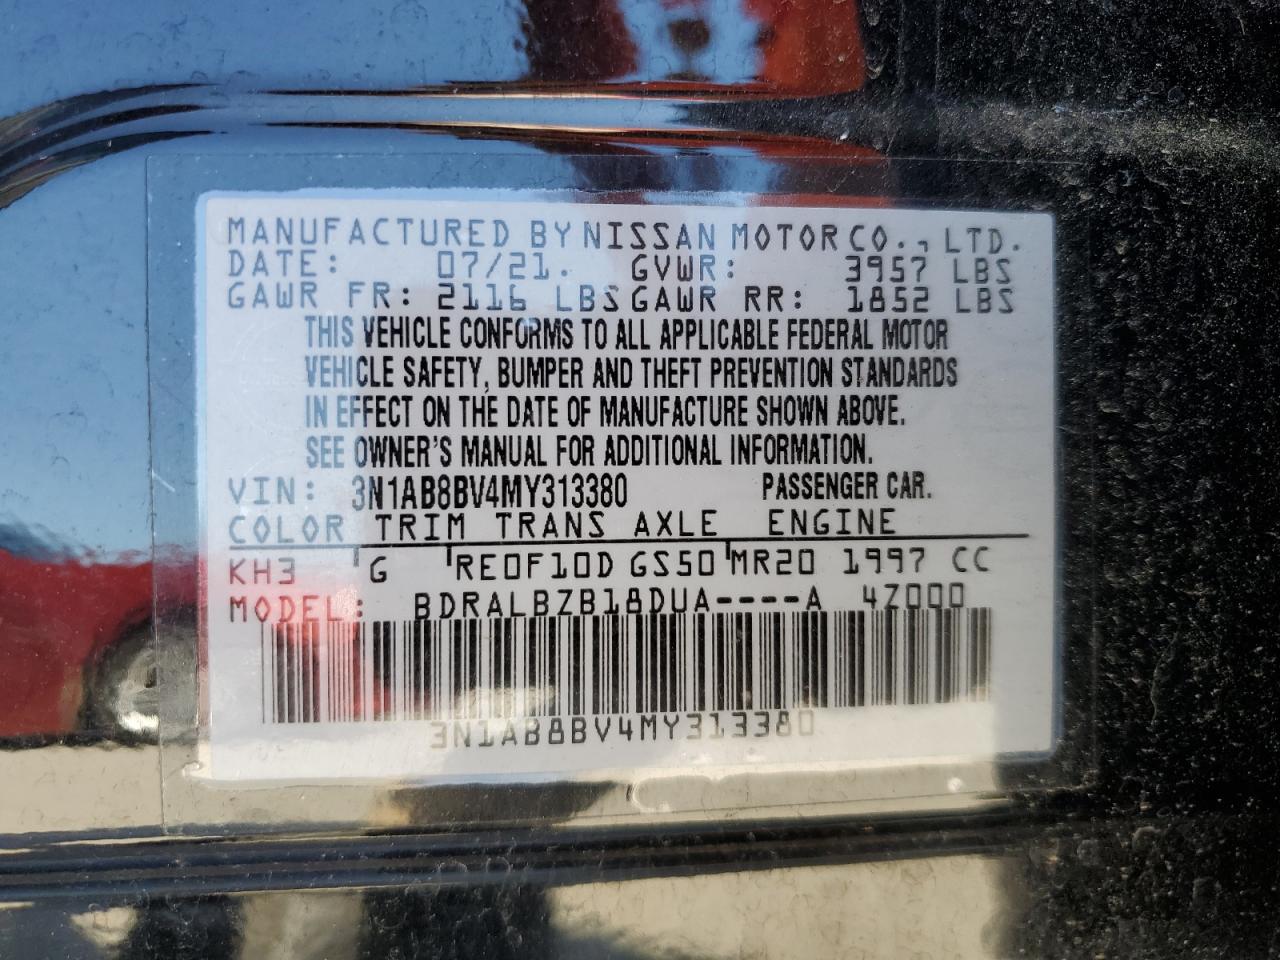 MANUFACTURED BY NISSAN MOTOR CO., LTD.
DATE: 07/21. GVWR: 3957 LBS
GAWR FR: 2116 LBS GAWR RR: 1852 LBS
THIS VEHICLE CONFORMS TO ALL APPLICABLE FEDERAL MOTOR
VEHICLE SAFETY, BUMPER AND THEFT PREVENTION STANDARDS
IN EFFECT ON THE DATE OF MANUFACTURE SHOWN ABOVE.
SEE OWNER'S MANUAL FOR ADDITIONAL INFORMATION.
VIN: 3N1AB8BV4MY313380 PASSENGER CAR.
COLOR TRIM TRANS AXLE ENGINE
KH3 G RE0F10D GS50 MR20 1997 CC
MODEL: BDRALBZB18DUA----A 4Z000
3N1AB8BV4MY313380